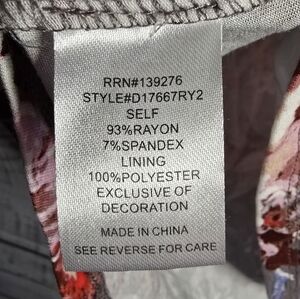 RRN#139276
STYLE#D17667RY2
SELF
93%RAYON
7%SPANDEX
LINING
100%POLYESTER
EXCLUSIVE OF
DECORATION
MADE IN CHINA
SEE REVERSE FOR CARE